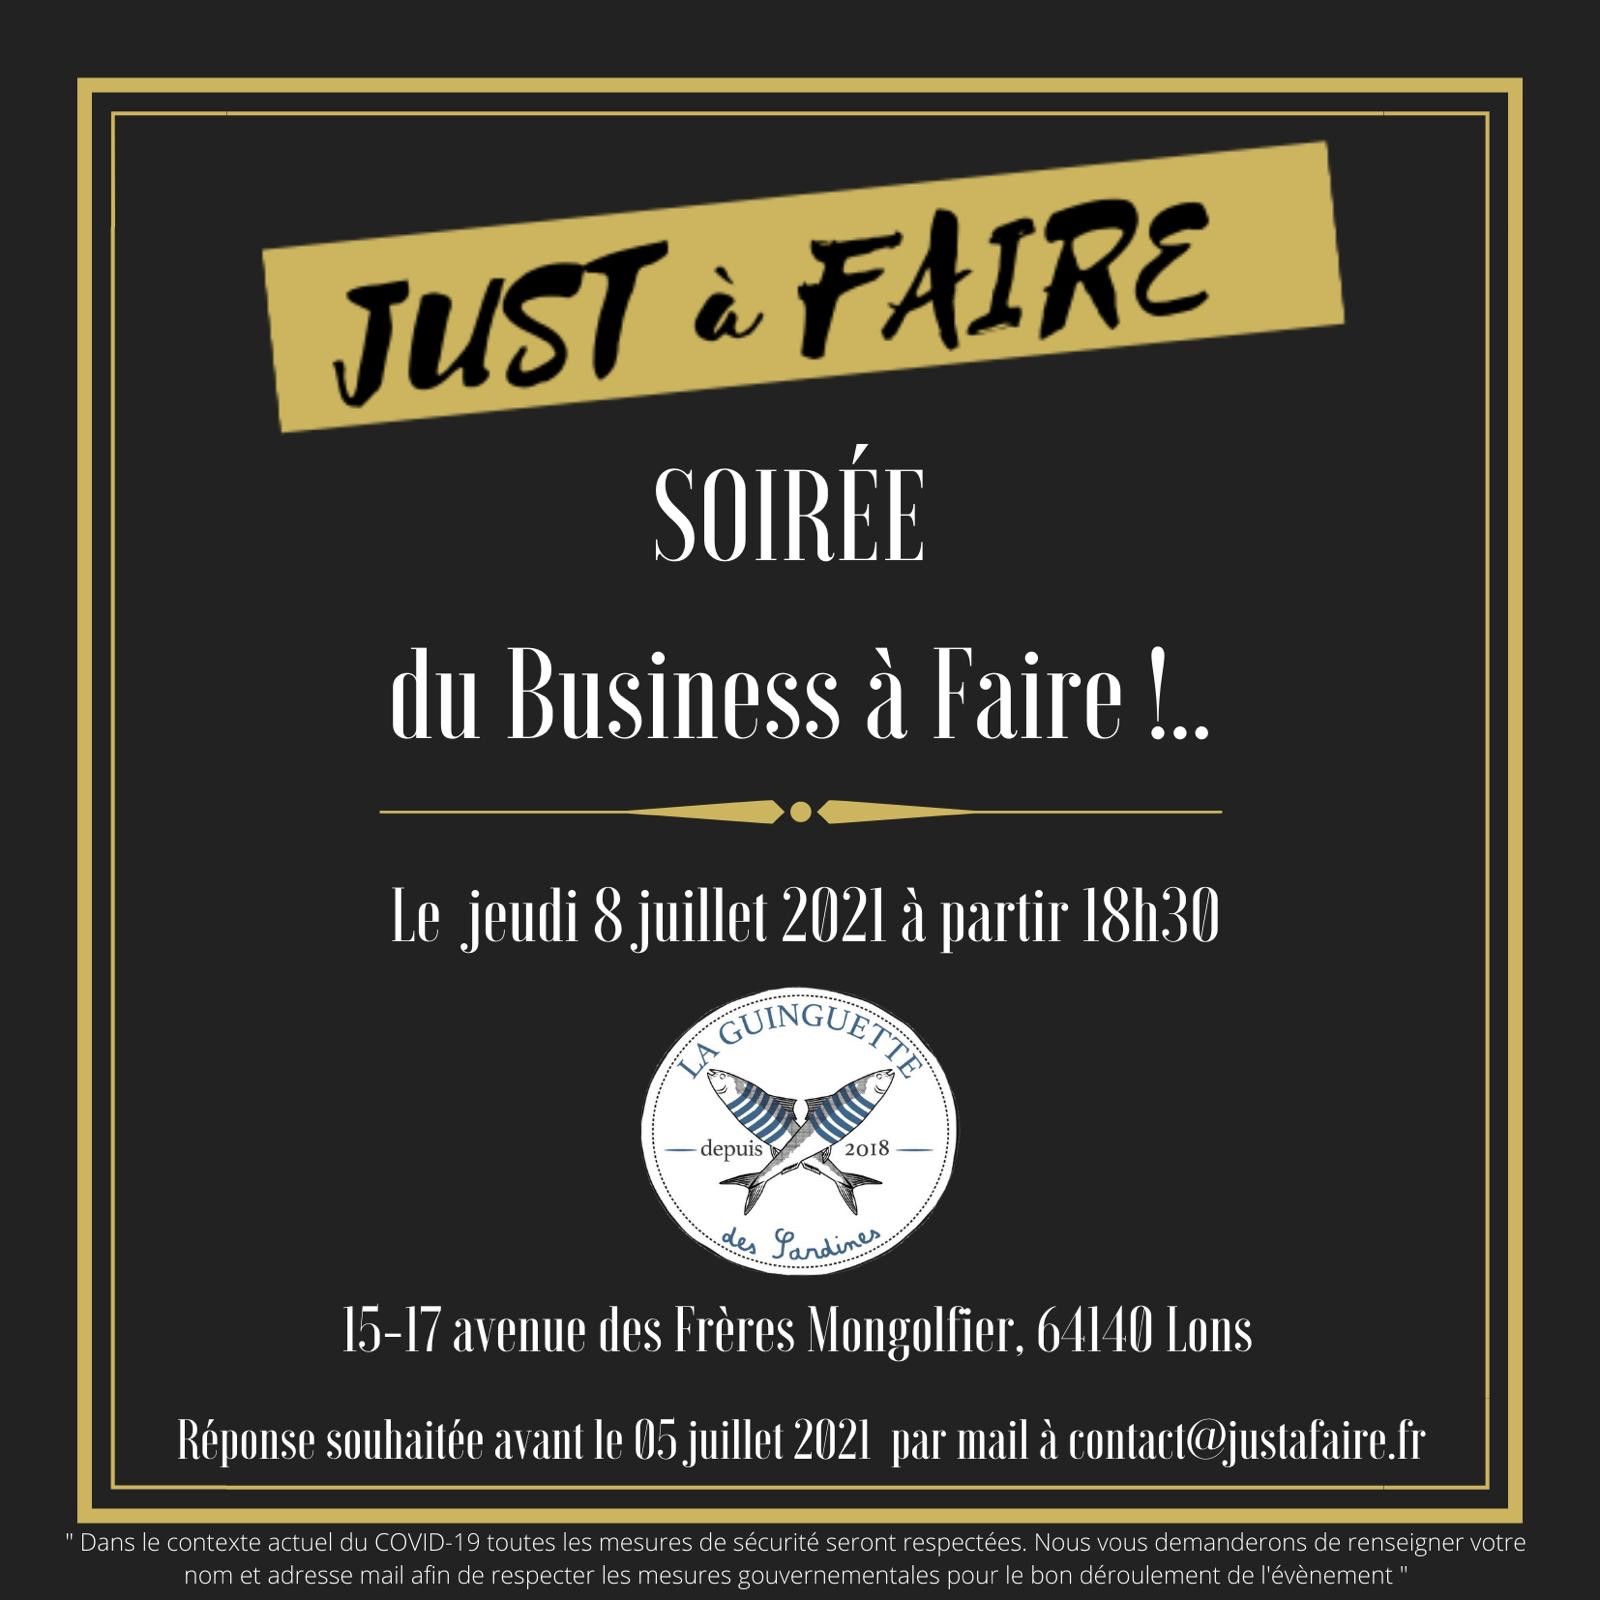 JUST à FAIRE
SOIRÉE
du Business à Faire !..
Le jeudi 8 juillet 2021 à partir 18h30
LA GUINGUETTE
depuis 2018
des Sardines
15-17 avenue des Frères Mongolfier, 64140 Lons
Réponse souhaitée avant le 05 juillet 2021 par mail à contact@justafaire.fr
" Dans le contexte actuel du COVID-19 toutes les mesures de sécurité seront respectées. Nous vous demanderons de renseigner votre
nom et adresse mail afin de respecter les mesures gouvernementales pour le bon déroulement de l'évènement "